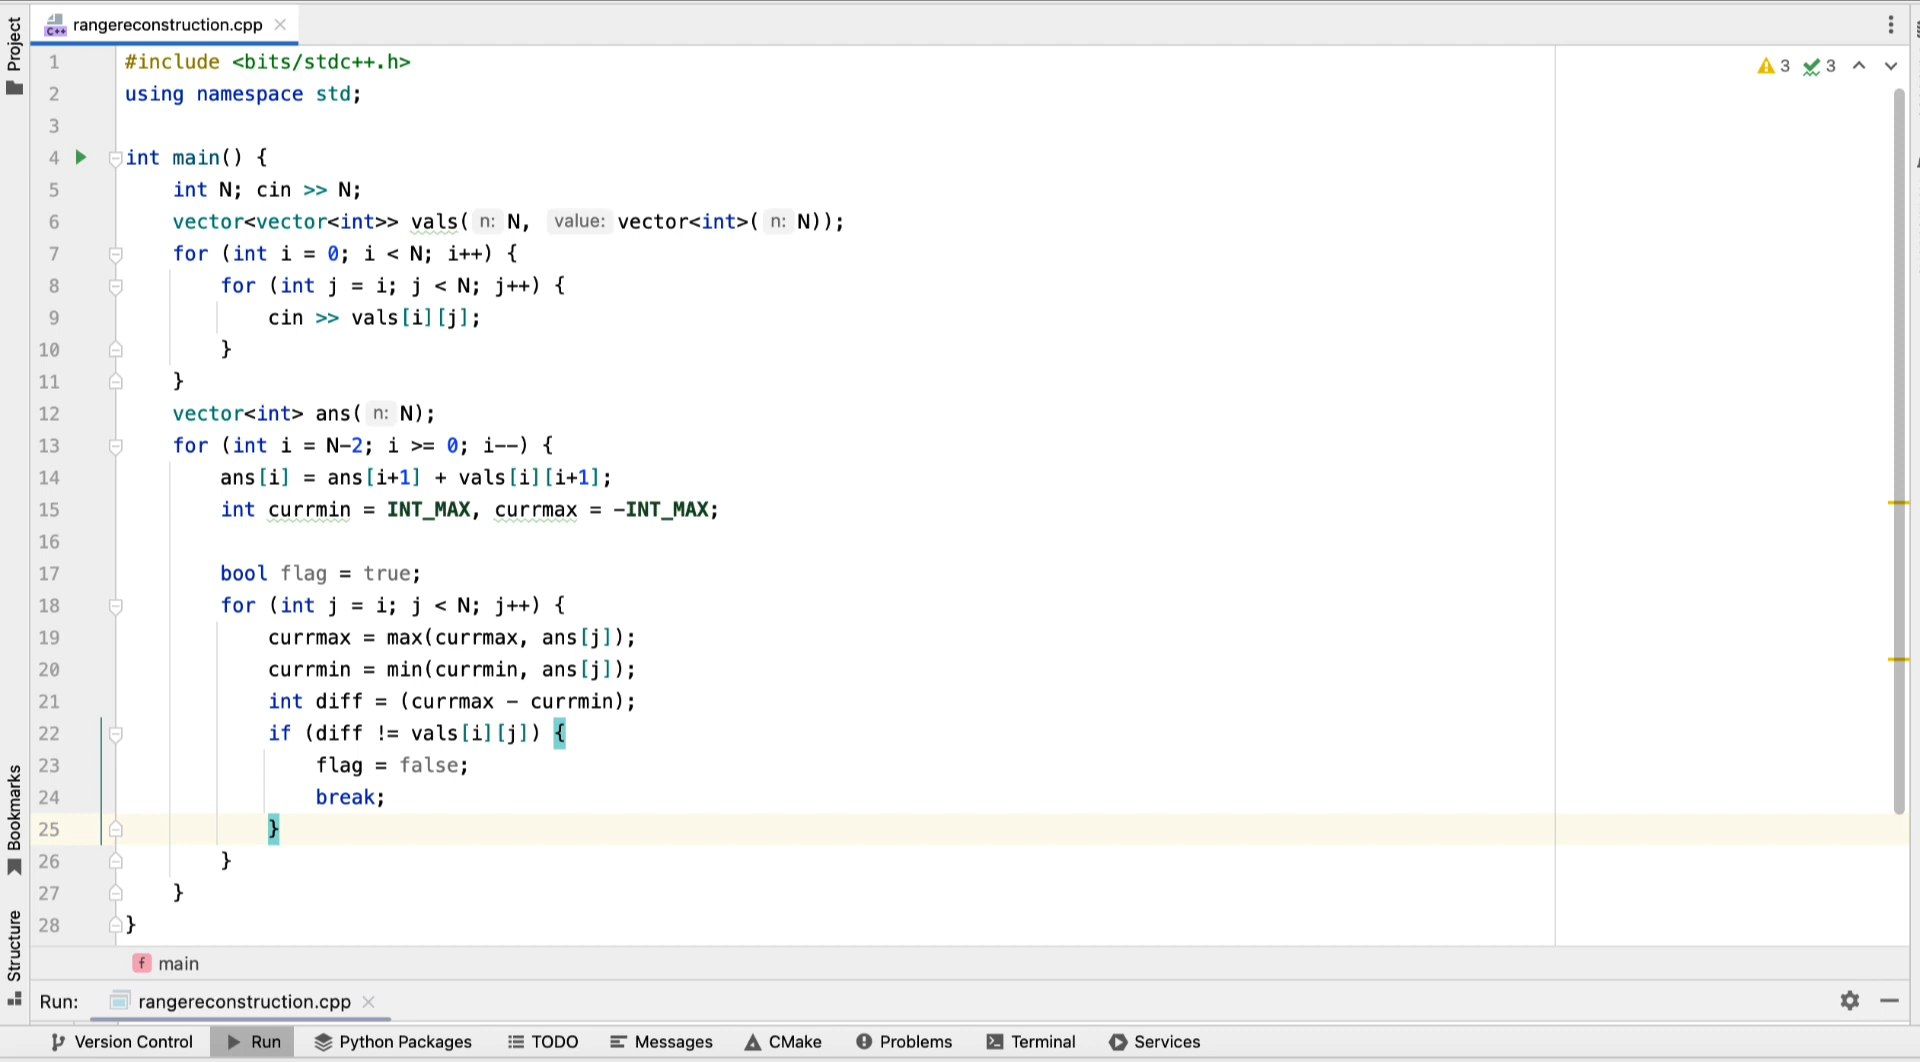 rangereconstruction.cpp
Project
1 #include <bits/stdc++.h>
2 using namespace std;
3
4 int main() {
5 int N; cin >> N;
6 vector<vector<int>> vals( n: N, value: vector<int>( n: N));
7 for (int i = 0; i < N; i++) {
8 for (int j = i; j < N; j++) {
9 cin >> vals[i][j];
10 }
11 }
12 vector<int> ans( n: N);
13 for (int i = N-2; i >= 0; i--) {
14 ans[i] = ans[i+1] + vals[i][i+1];
15 int currmin = INT_MAX, currmax = -INT_MAX;
16
17 bool flag = true;
18 for (int j = i; j < N; j++) {
19 currmax = max(currmax, ans[j]);
20 currmin = min(currmin, ans[j]);
21 int diff = (currmax - currmin);
22 if (diff != vals[i][j]) {
23 flag = false;
24 break;
25 }
26 }
27 }
28 }
3 3
Bookmarks
Structure
f main
Run: rangereconstruction.cpp
Version Control Run Python Packages TODO Messages CMake Problems Terminal Services